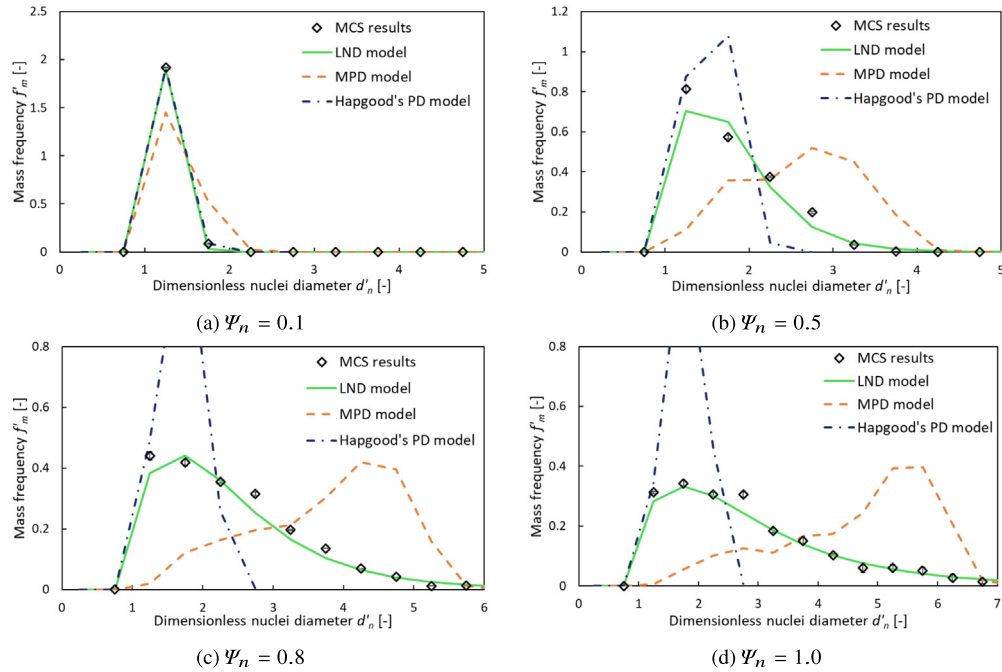 MCS results
LND model
MPD model
Hapgood's PD model
Mass frequency f'm [-]
2.5
2
1.5
1
0.5
0
0 1 2 3 4 5
Dimensionless nuclei diameter d'n [-]
(a) Ψn = 0.1
MCS results
LND model
MPD model
Hapgood's PD model
Mass frequency f'm [-]
1.2
1
0.8
0.6
0.4
0.2
0
0 1 2 3 4 5
Dimensionless nuclei diameter d'n [-]
(b) Ψn = 0.5
MCS results
LND model
MPD model
Hapgood's PD model
Mass frequency f'm [-]
0.8
0.6
0.4
0.2
0
0 1 2 3 4 5 6
Dimensionless nuclei diameter d'n [-]
(c) Ψn = 0.8
MCS results
LND model
MPD model
Hapgood's PD model
Mass frequency f'm [-]
0.8
0.6
0.4
0.2
0
0 1 2 3 4 5 6 7
Dimensionless nuclei diameter d'n [-]
(d) Ψn = 1.0